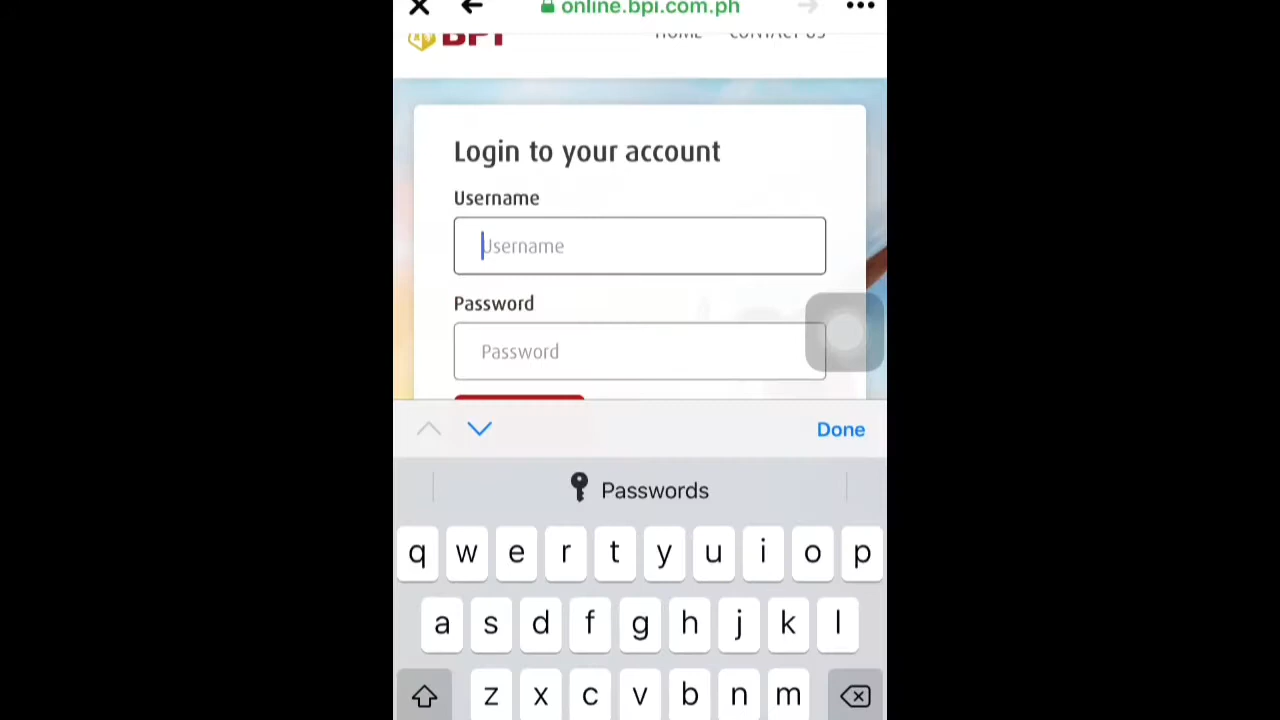 online.bpi.com.ph
BPI
HOME CONTACT US
Login to your account
Username
Username
Password
Password
Done
Passwords
q w e r t y u i o p
a s d f g h j k l
z x c v b n m